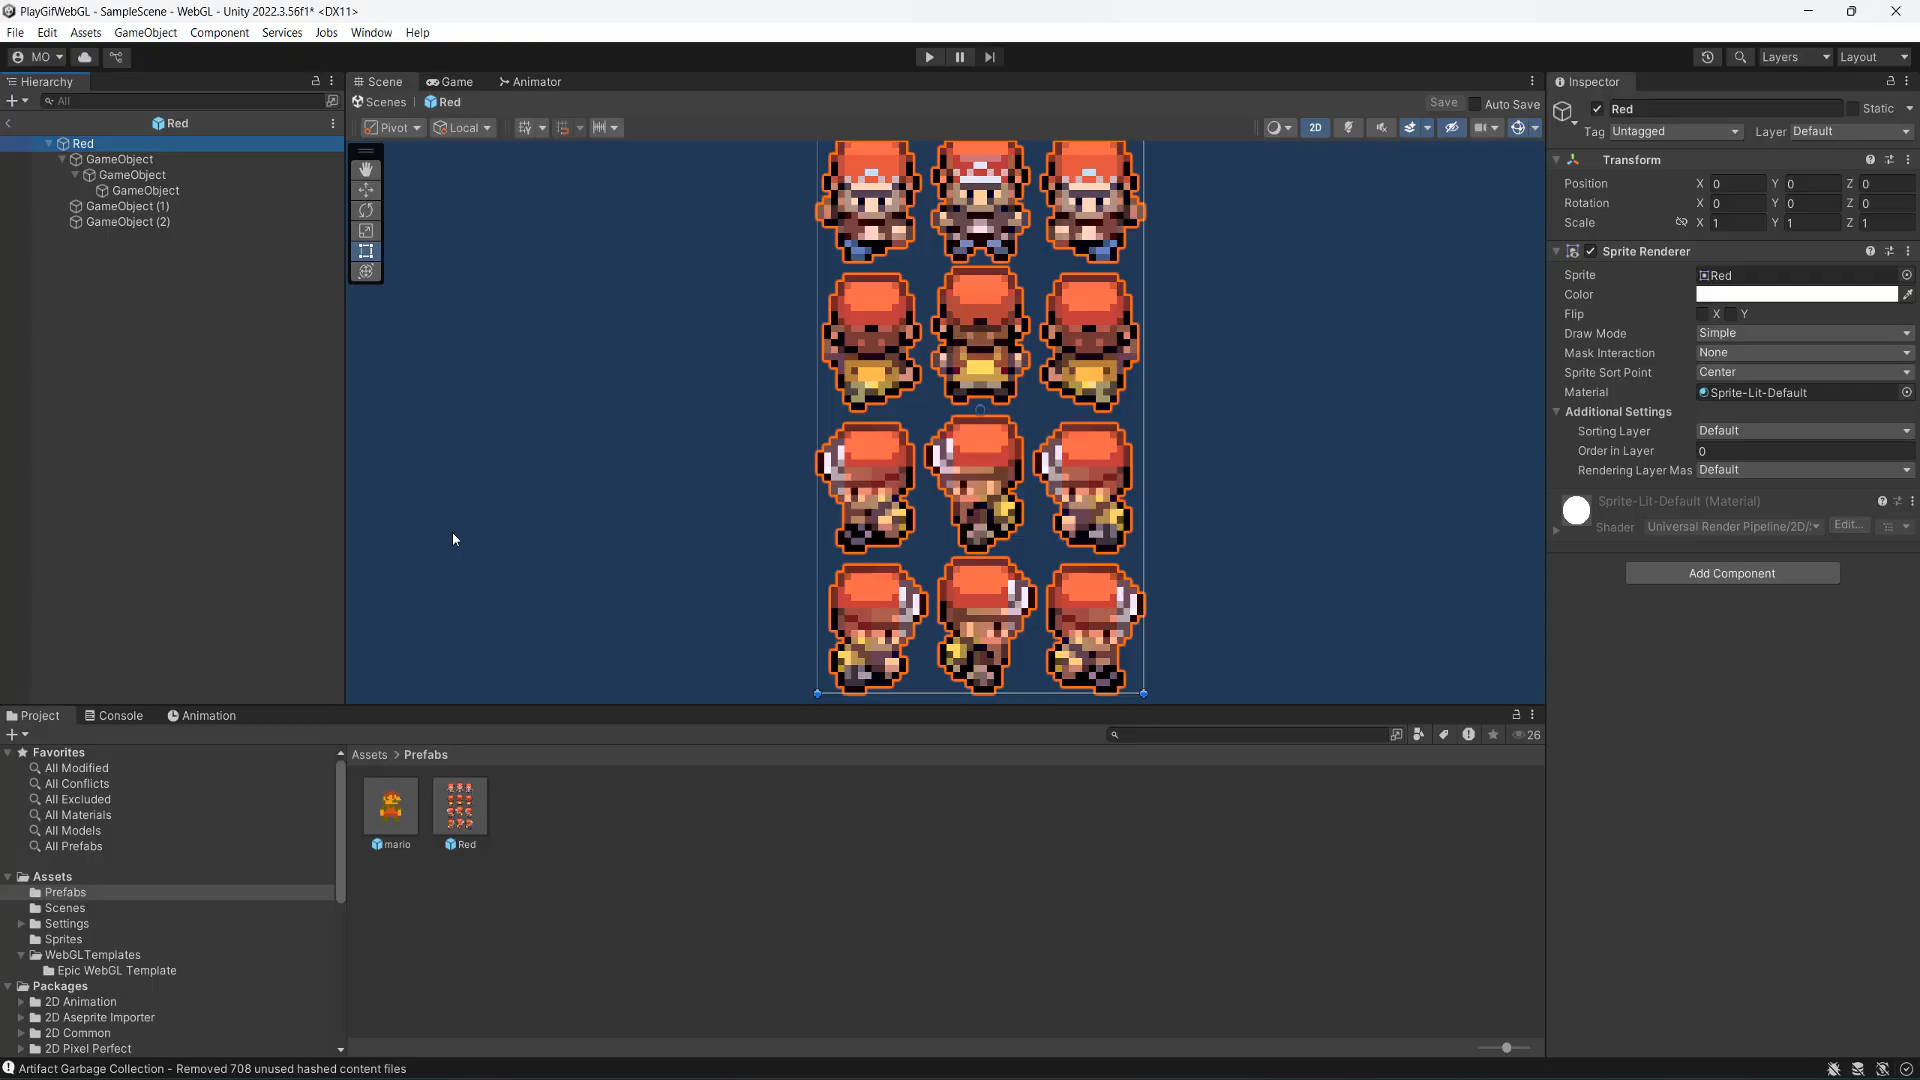 PlayGifWebGL - SampleScene - WebGL - Unity 2022.3.56f1* <DX11>
File Edit Assets GameObject Component Services Jobs Window Help
MO Layers Layout
Hierarchy Scene Game Animator Inspector
All Scenes Red Save Auto Save Red Static
Red
Pivot Local 2D Tag Untagged Layer Default
Red
GameObject
GameObject
GameObject
GameObject (1)
GameObject (2)
Transform
Position X 0 Y 0 Z 0
Rotation X 0 Y 0 Z 0
Scale X 1 Y 1 Z 1
Sprite Renderer
Sprite Red
Color
Flip X Y
Draw Mode Simple
Mask Interaction None
Sprite Sort Point Center
Material Sprite-Lit-Default
Additional Settings
Sorting Layer Default
Order in Layer 0
Rendering Layer Mas Default
Sprite-Lit-Default (Material)
Shader Universal Render Pipeline/2D/ Edit...
Add Component
Project Console Animation
26
Favorites
All Modified
All Conflicts
All Excluded
All Materials
All Models
All Prefabs
Assets
Prefabs
Scenes
Settings
Sprites
WebGLTemplates
Epic WebGL Template
Packages
2D Animation
2D Aseprite Importer
2D Common
2D Pixel Perfect
Assets > Prefabs
mario Red
Artifact Garbage Collection - Removed 708 unused hashed content files